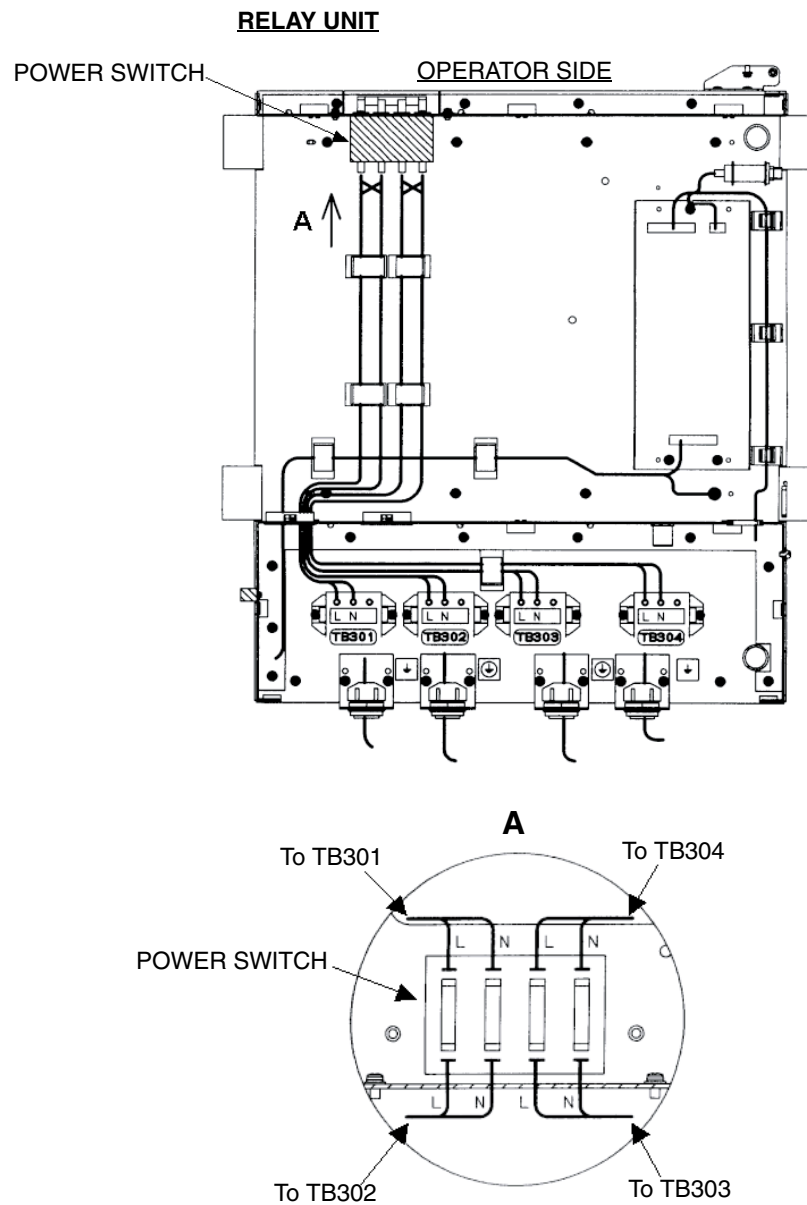 RELAY UNIT
POWER SWITCH
OPERATOR SIDE
A
L N
L N
L N
L N
TB301
TB302
TB303
TB304
A
To TB301
To TB304
L N L N
POWER SWITCH
L N L N
To TB302
To TB303